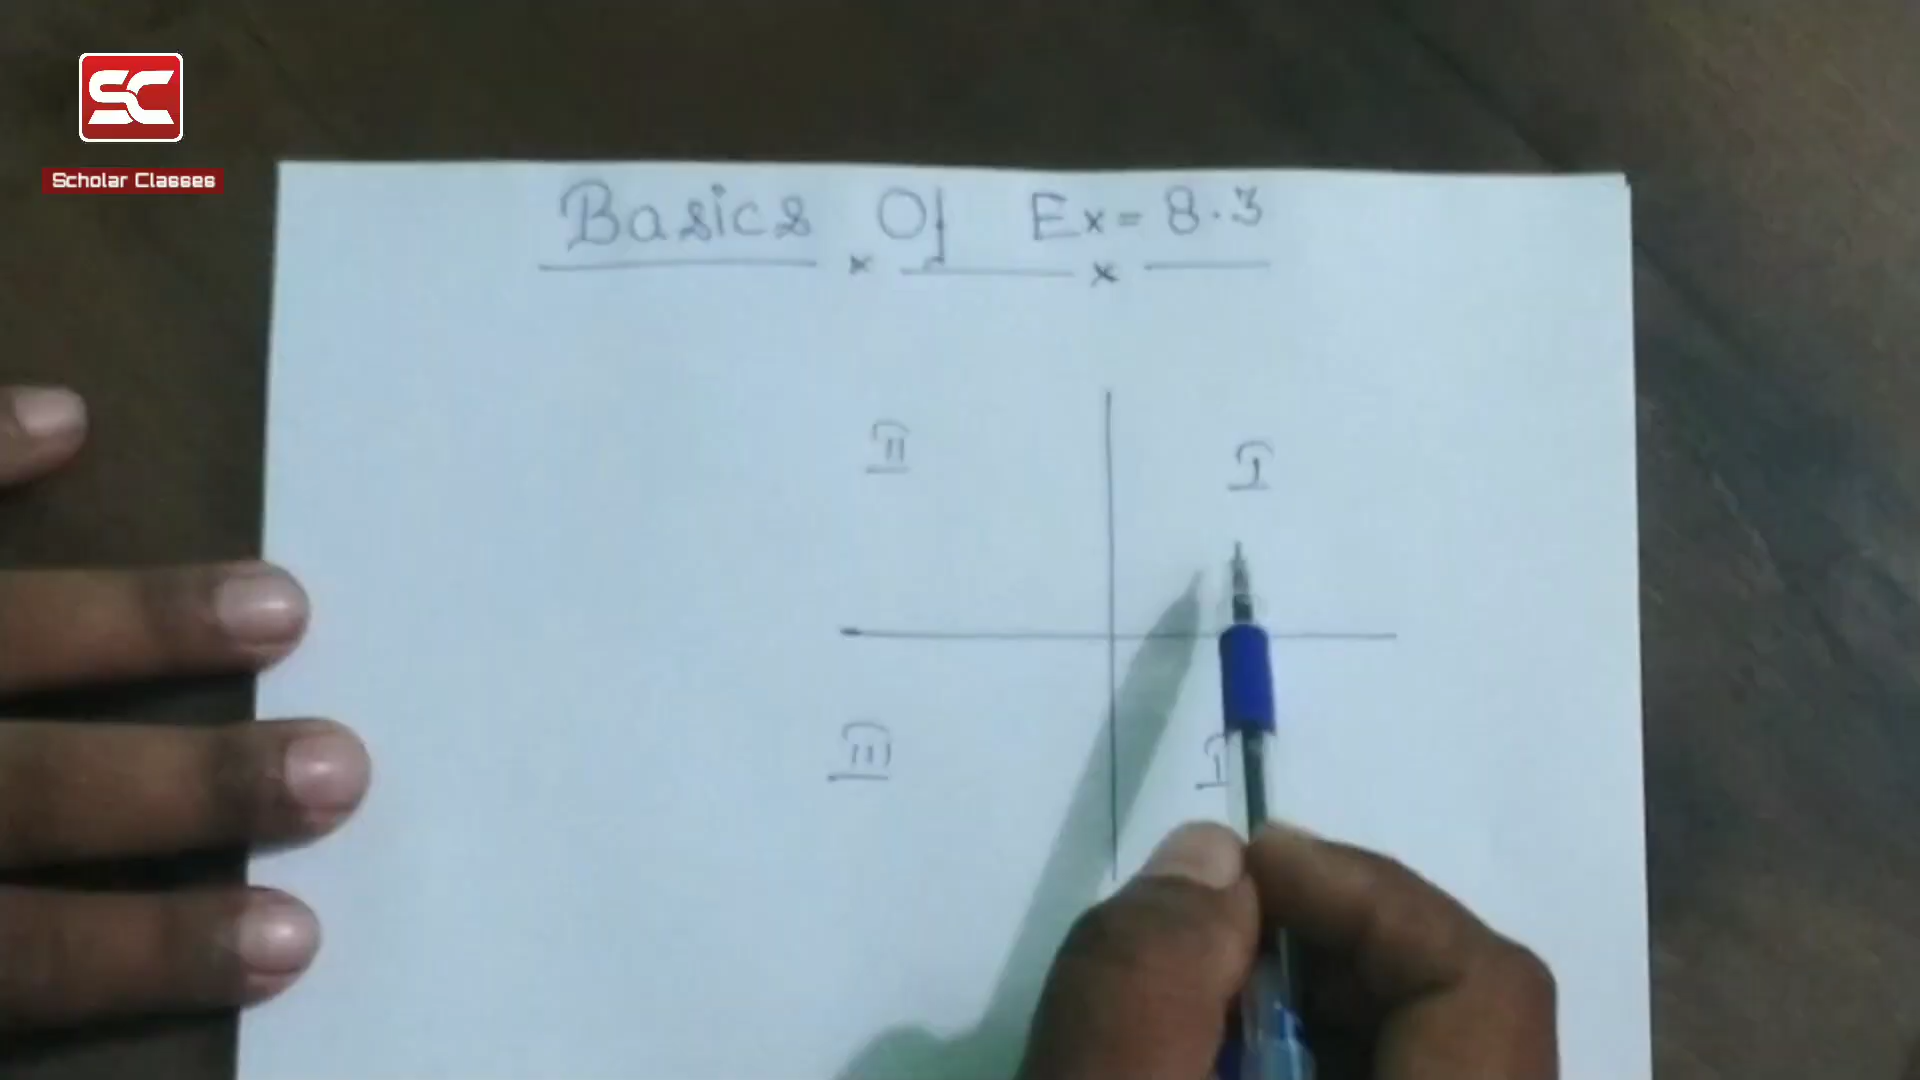 SC
Scholar Classes
Basics Of Ex = 8.3
II I
III